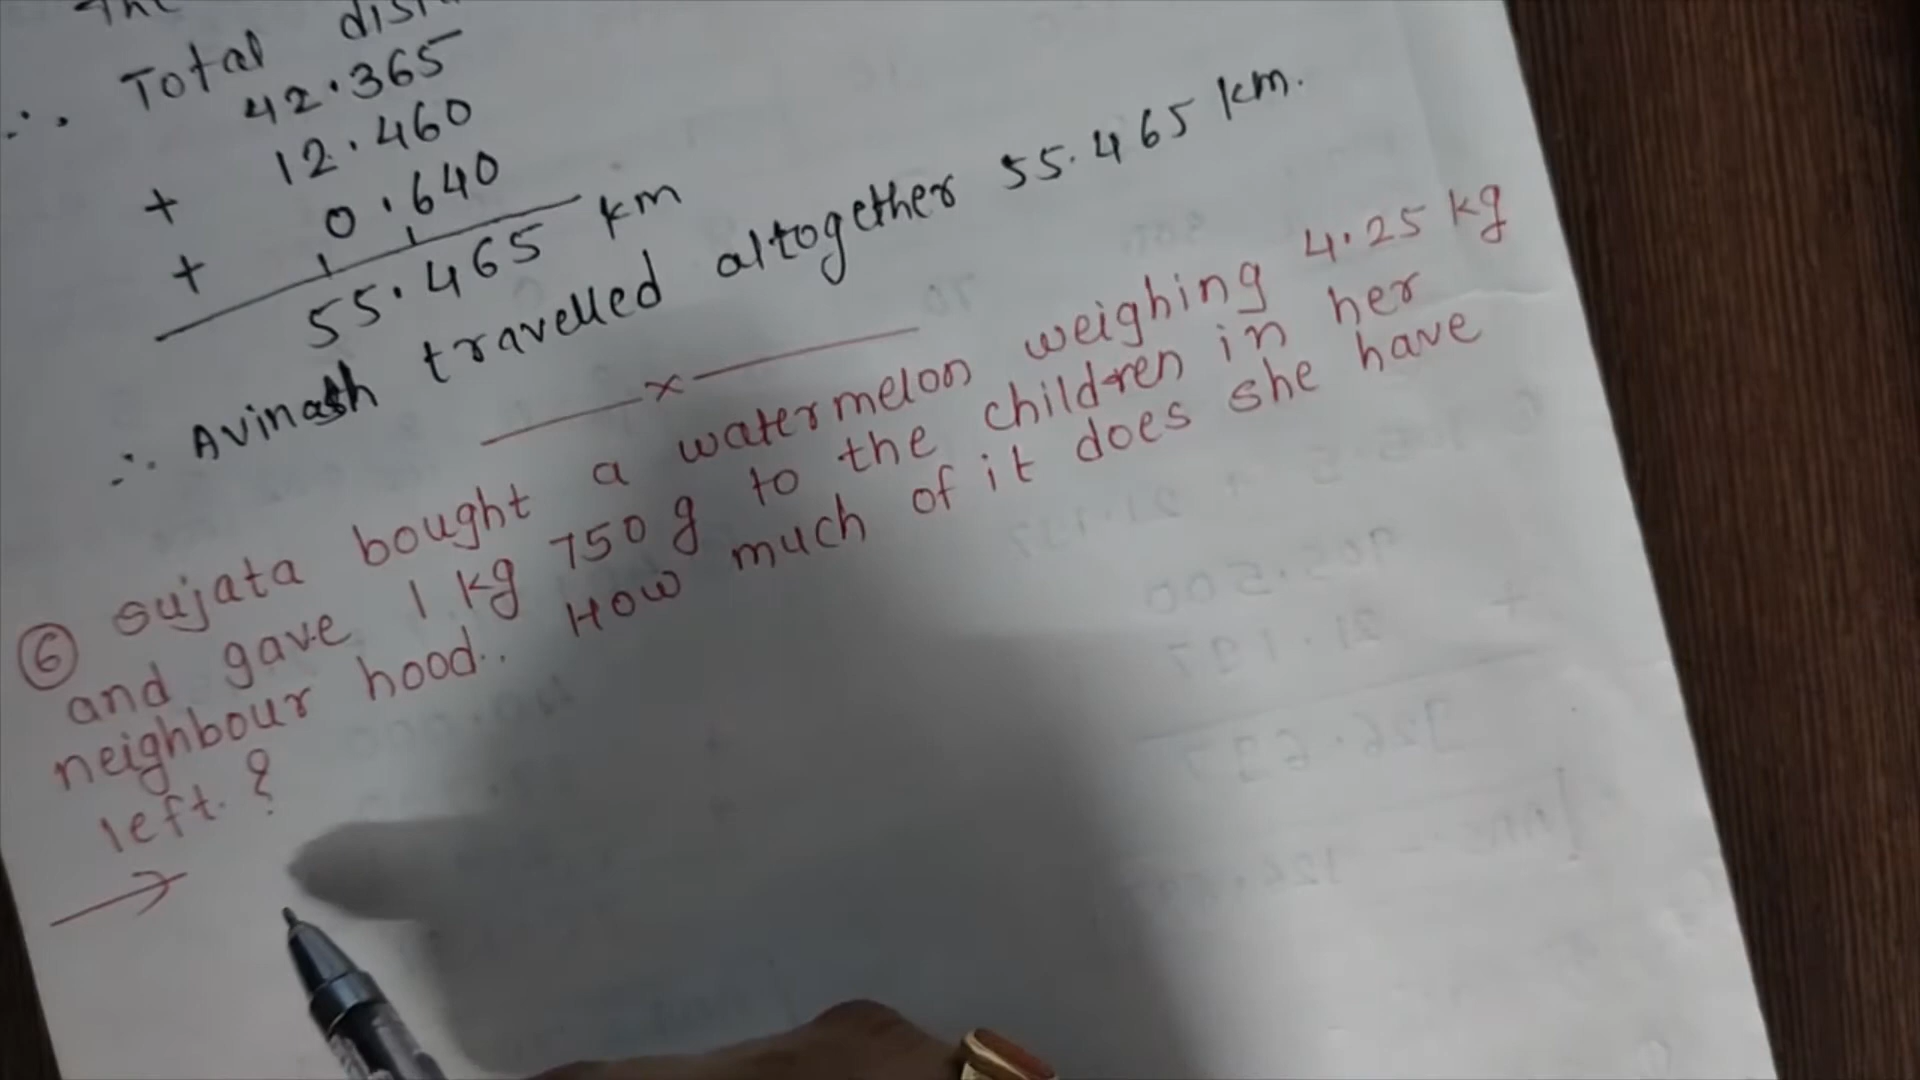 ∴ Total
42.365
+ 12.460
+ 0.640
1 1
55.465 km
∴ Avinash travelled altogether 55.465 km.
x
⑥ sujata bought a watermelon weighing 4.25 kg
and gave 1 kg 750 g to the children in her
neighbour hood.. How much of it does she have
left. ?